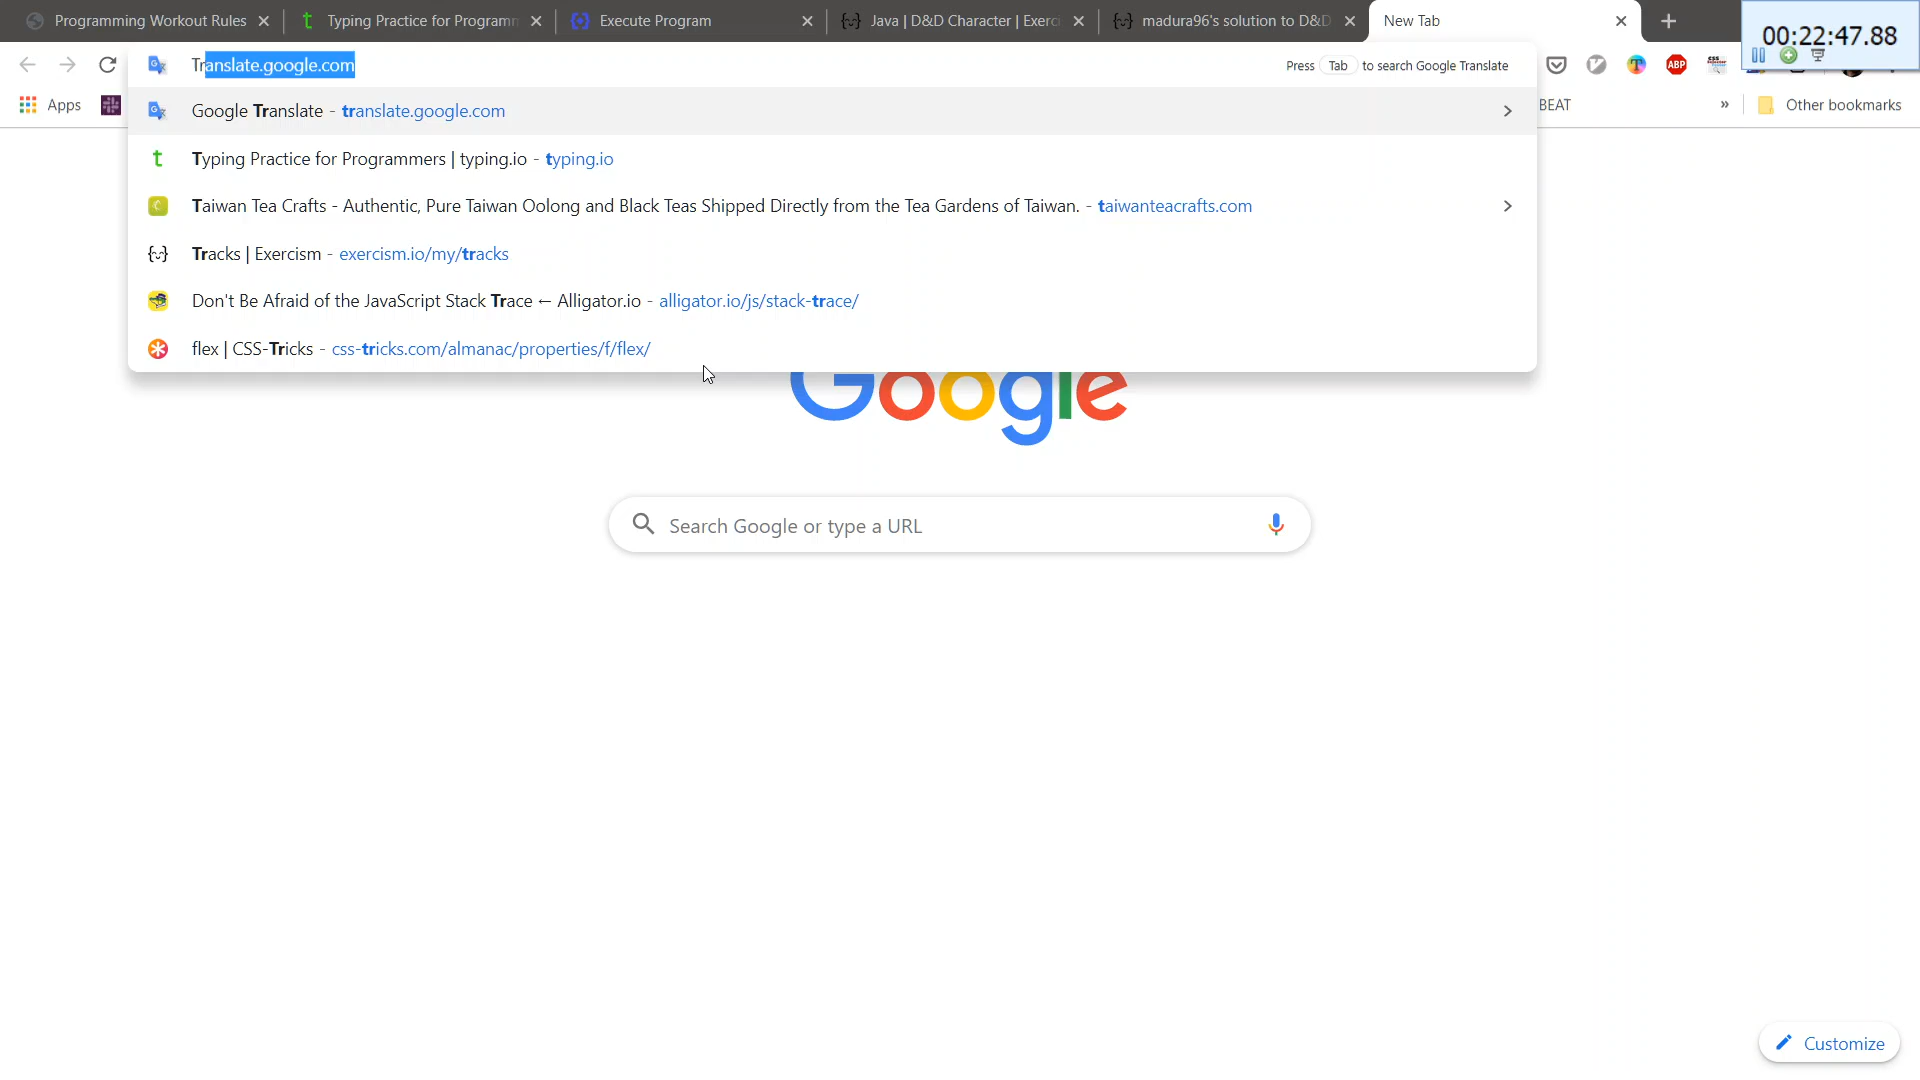 Programming Workout Rules
Typing Practice for Programm
Execute Program
Java | D&D Character | Exerci
madura96's solution to D&D
New Tab
00:22:47.88
Translate.google.com
Press Tab to search Google Translate
ABP
Apps
BEAT
»
Other bookmarks
Google Translate - translate.google.com
Typing Practice for Programmers | typing.io - typing.io
Taiwan Tea Crafts - Authentic, Pure Taiwan Oolong and Black Teas Shipped Directly from the Tea Gardens of Taiwan. - taiwanteacrafts.com
Tracks | Exercism - exercism.io/my/tracks
Don't Be Afraid of the JavaScript Stack Trace ← Alligator.io - alligator.io/js/stack-trace/
flex | CSS-Tricks - css-tricks.com/almanac/properties/f/flex/
Google
Search Google or type a URL
Customize